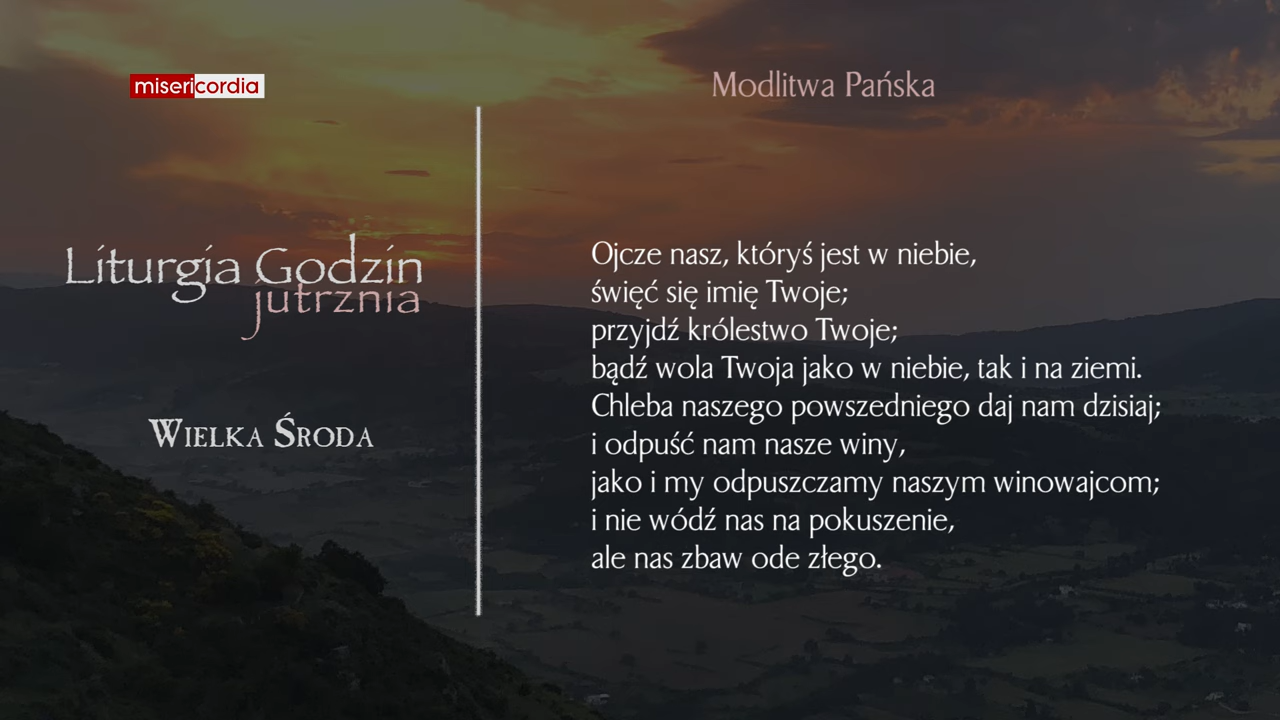 misericordia
Liturgia Godzin
jutrznia
Wielka Środa
Modlitwa Pańska
Ojcze nasz, któryś jest w niebie,
święć się imię Twoje;
przyjdź królestwo Twoje;
bądź wola Twoja jako w niebie, tak i na ziemi.
Chleba naszego powszedniego daj nam dzisiaj;
i odpuść nam nasze winy,
jako i my odpuszczamy naszym winowajcom;
i nie wódź nas na pokuszenie,
ale nas zbaw ode złego.